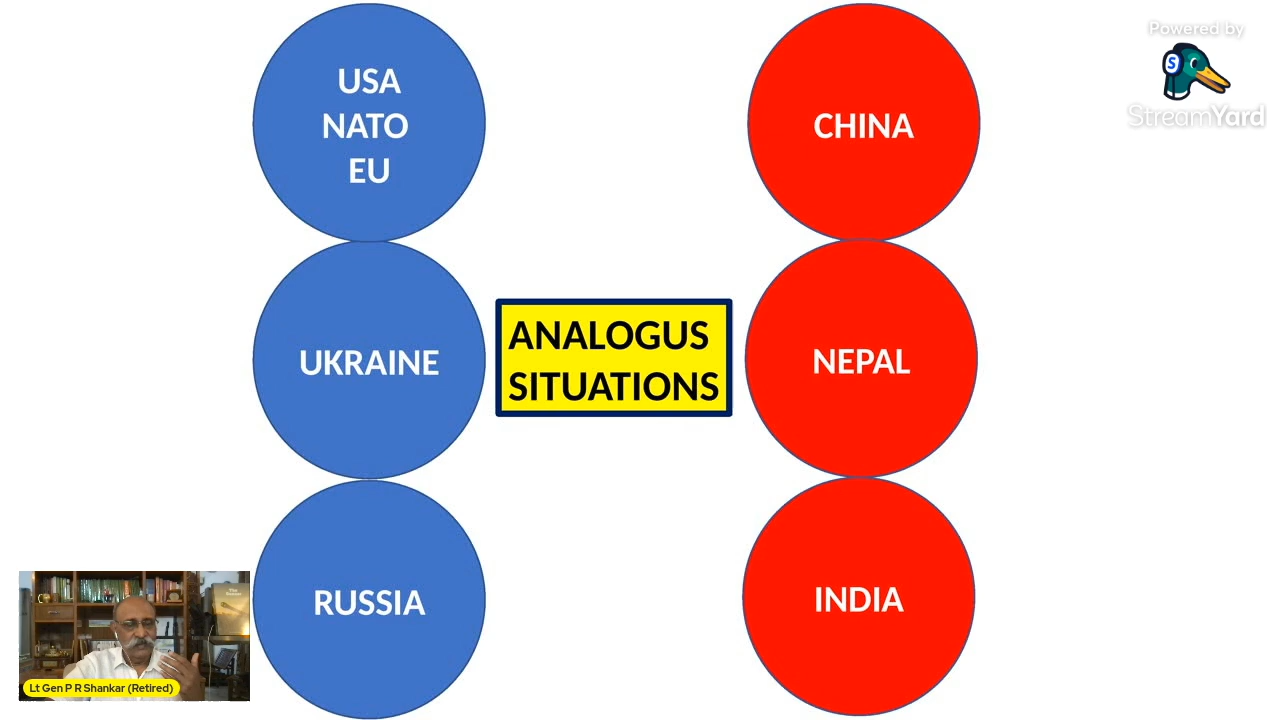 USA
NATO
EU
UKRAINE
RUSSIA
ANALOGUS
SITUATIONS
CHINA
NEPAL
INDIA
Powered by
S
StreamYard
Lt Gen P R Shankar (Retired)